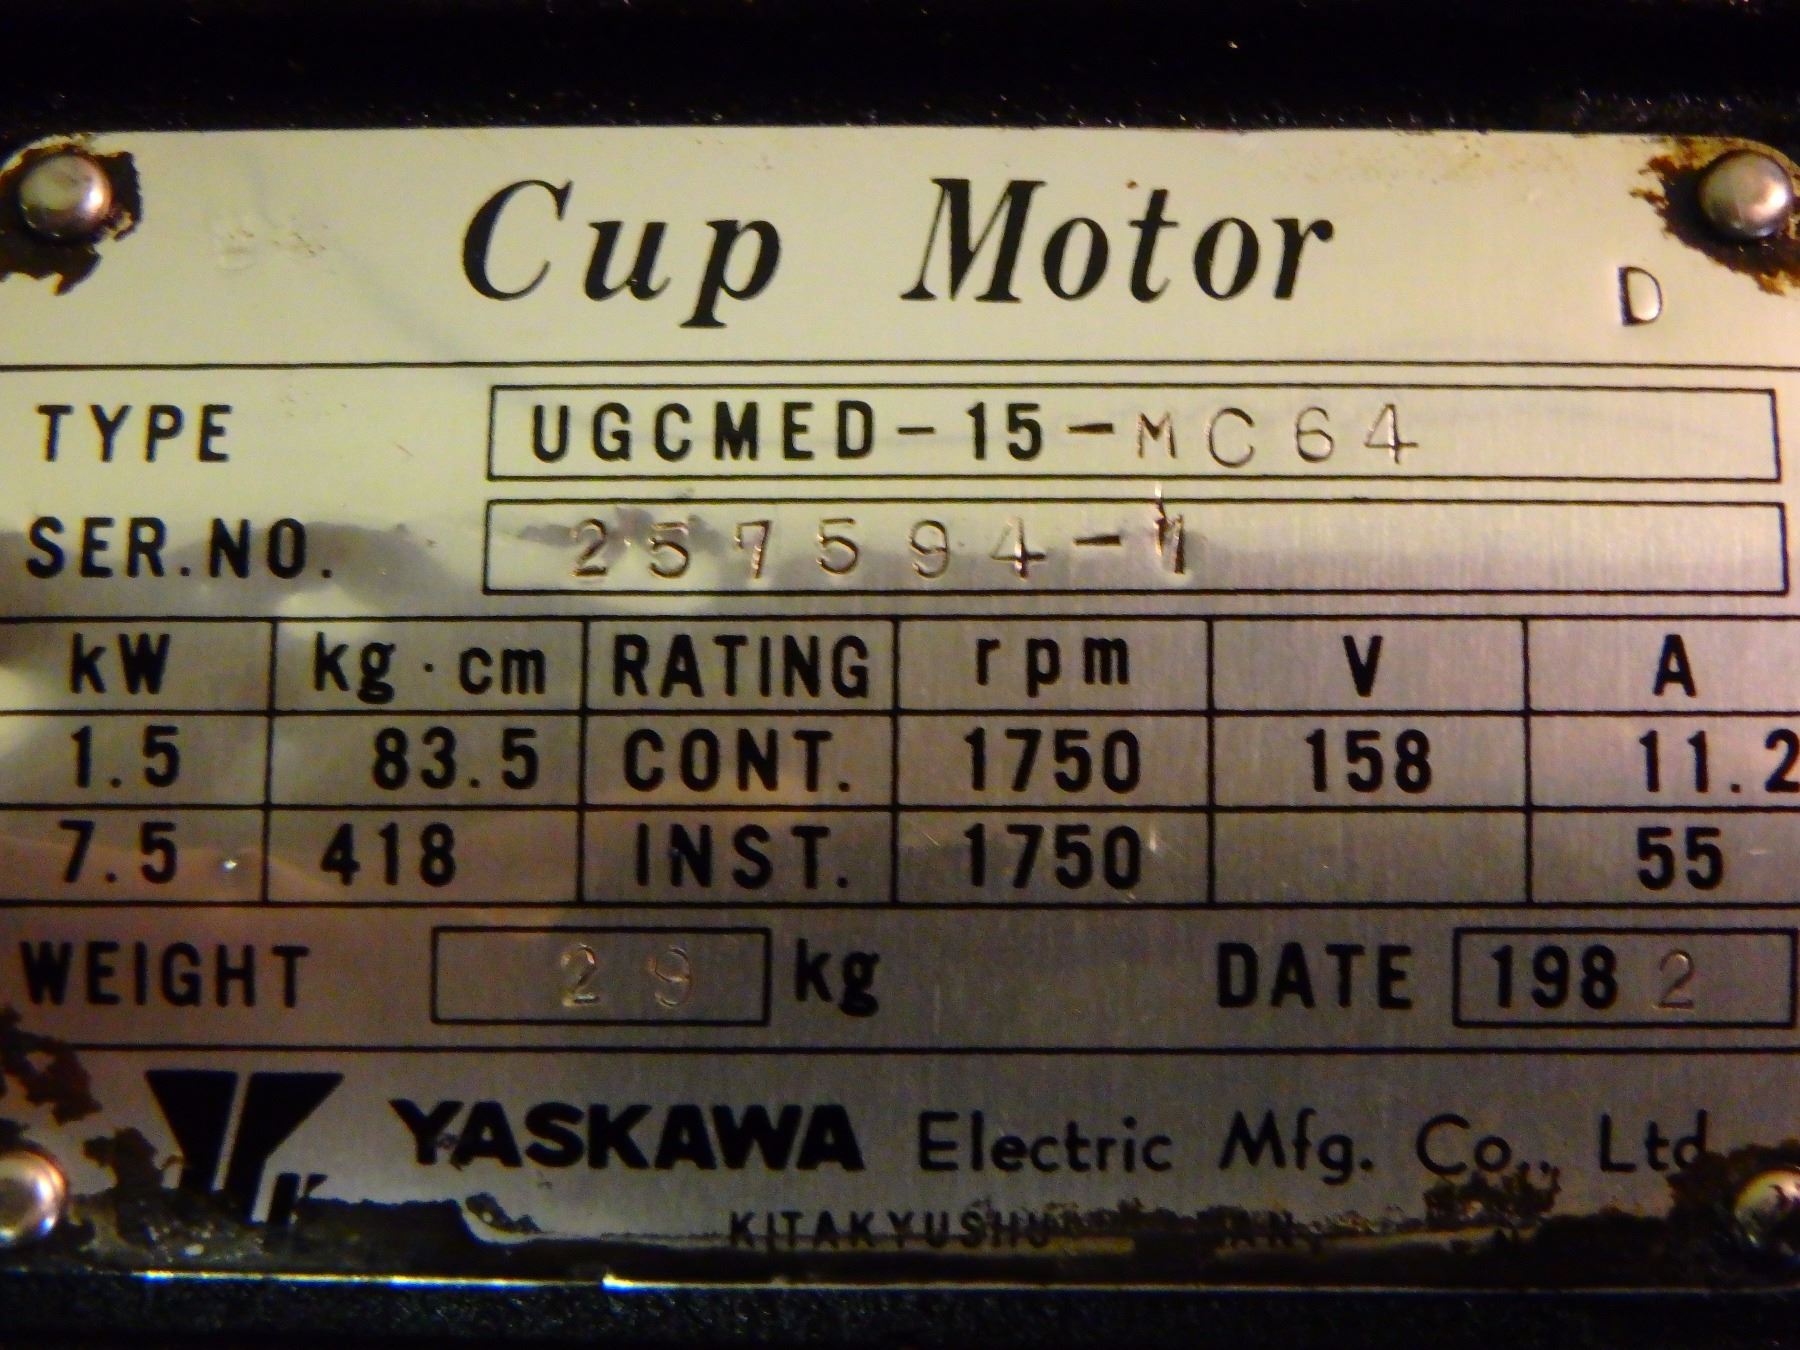 Cup Motor
D
TYPE UGCMED-15-MC64
SER.NO. 257594-
kW kg·cm RATING rpm V A
1.5 83.5 CONT. 1750 158 11.2
7.5 418 INST. 1750 55
WEIGHT 29 kg DATE 1982
YASKAWA Electric Mfg. Co., Ltd.
KITAKYUSHU